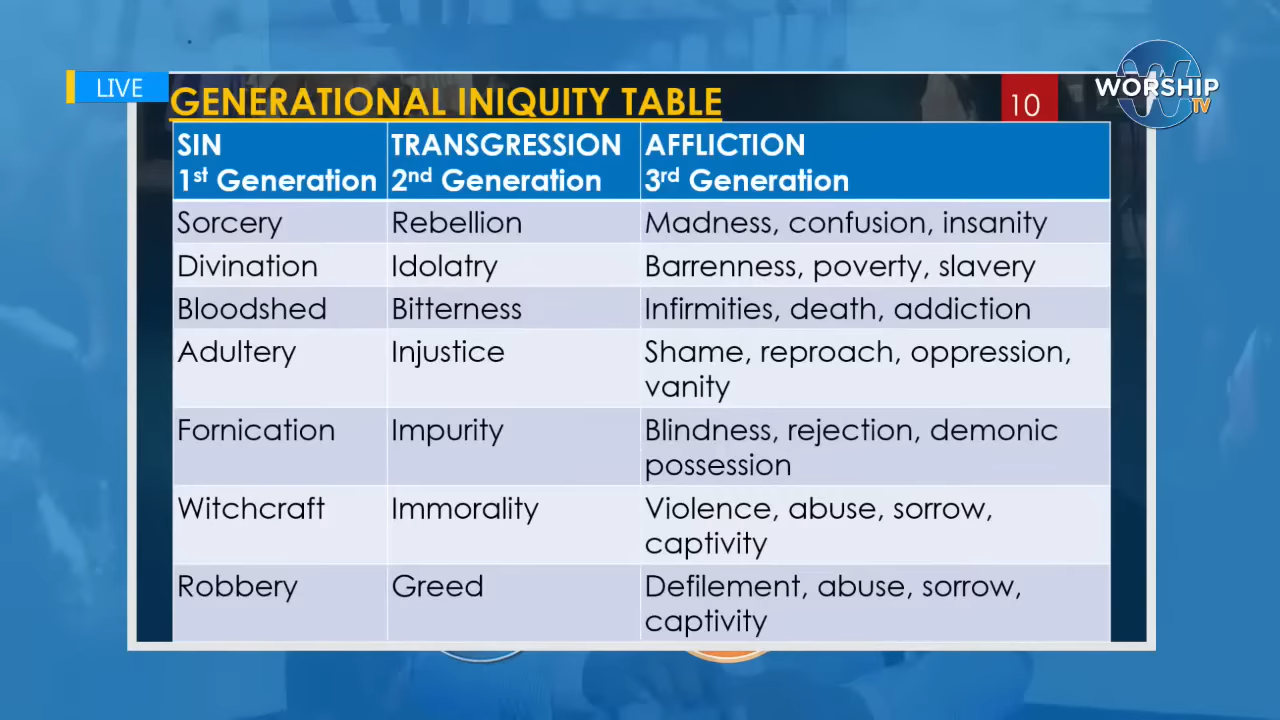 LIVE
WORSHIP
TV
GENERATIONAL INIQUITY TABLE
10
SIN TRANSGRESSION AFFLICTION
1st Generation 2nd Generation 3rd Generation
Sorcery Rebellion Madness, confusion, insanity
Divination Idolatry Barrenness, poverty, slavery
Bloodshed Bitterness Infirmities, death, addiction
Adultery Injustice Shame, reproach, oppression,
vanity
Fornication Impurity Blindness, rejection, demonic
possession
Witchcraft Immorality Violence, abuse, sorrow,
captivity
Robbery Greed Defilement, abuse, sorrow,
captivity